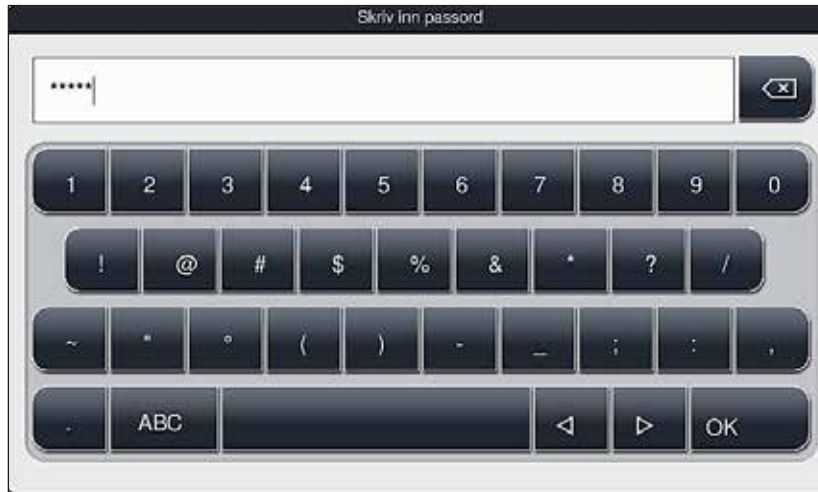 Skriv inn passord
*****
1 2 3 4 5 6 7 8 9 0
! @ # $ % & * ? /
~ " ° ( ) - _ ; : ,
. ABC OK